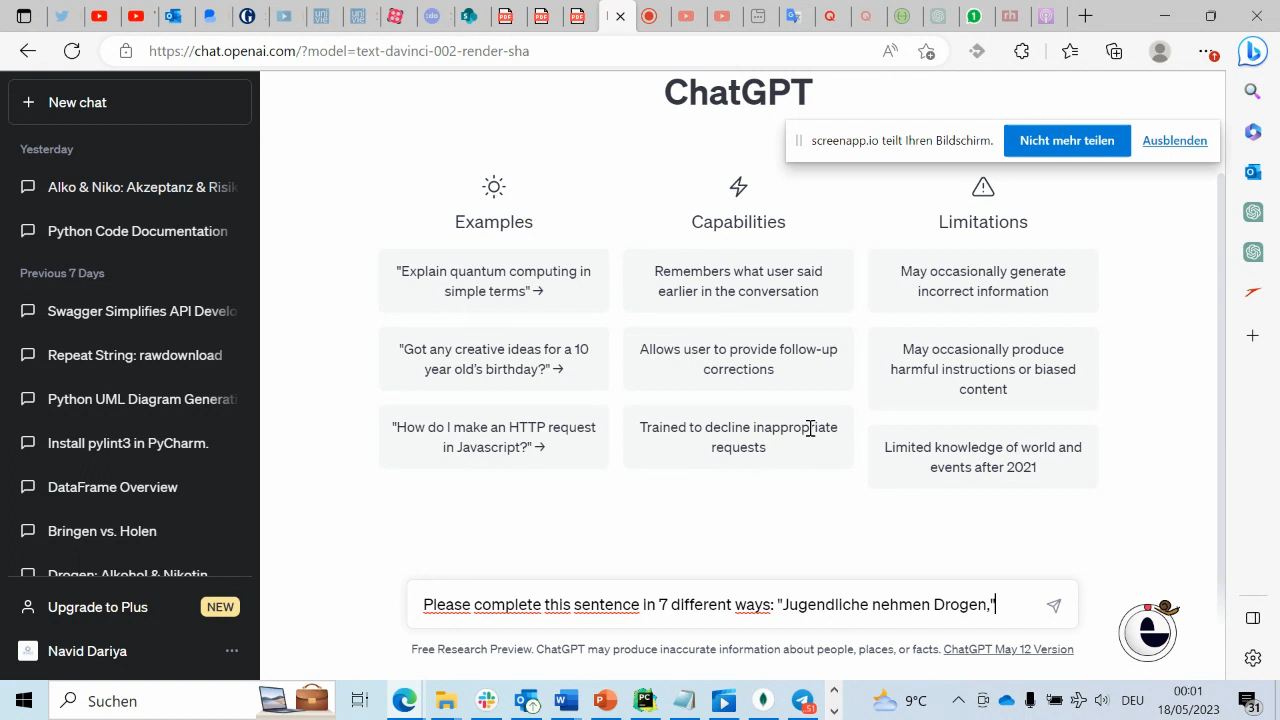 https://chat.openai.com/?model=text-davinci-002-render-sha
New chat
Yesterday
Alko & Niko: Akzeptanz & Risik
Python Code Documentation
Previous 7 Days
Swagger Simplifies API Develo
Repeat String: rawdownload
Python UML Diagram Generati
Install pylint3 in PyCharm.
DataFrame Overview
Bringen vs. Holen
Drogen: Alkohol & Nikotin
Upgrade to Plus
NEW
Navid Dariya
ChatGPT
screenapp.io teilt Ihren Bildschirm.
Nicht mehr teilen
Ausblenden
Examples
"Explain quantum computing in
simple terms" →
"Got any creative ideas for a 10
year old's birthday?" →
"How do I make an HTTP request
in Javascript?" →
Capabilities
Remembers what user said
earlier in the conversation
Allows user to provide follow-up
corrections
Trained to decline inappropriate
requests
Limitations
May occasionally generate
incorrect information
May occasionally produce
harmful instructions or biased
content
Limited knowledge of world and
events after 2021
Please complete this sentence in 7 different ways: "Jugendliche nehmen Drogen,"
Free Research Preview. ChatGPT may produce inaccurate information about people, places, or facts. ChatGPT May 12 Version
Suchen
9°C
DEU
00:01
18/05/2023